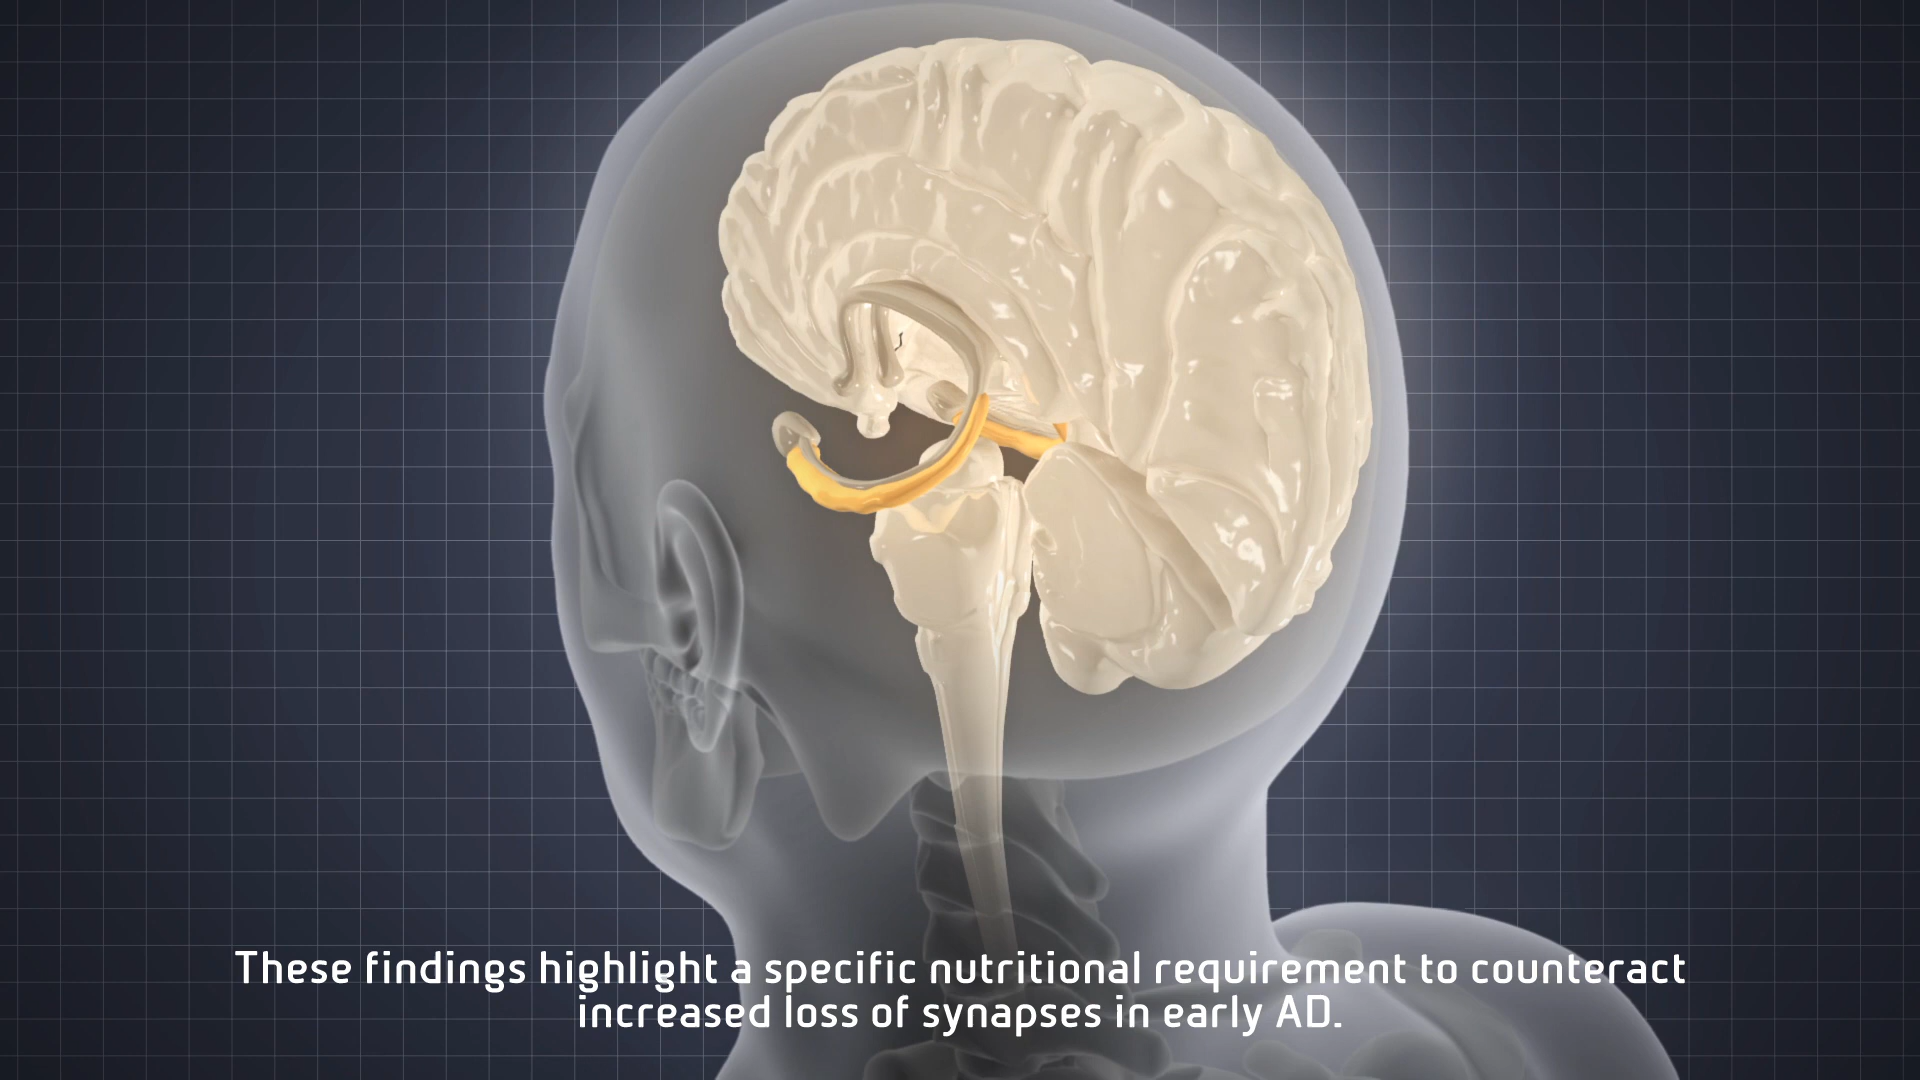 These findings highlight a specific nutritional requirement to counteract
increased loss of synapses in early AD.